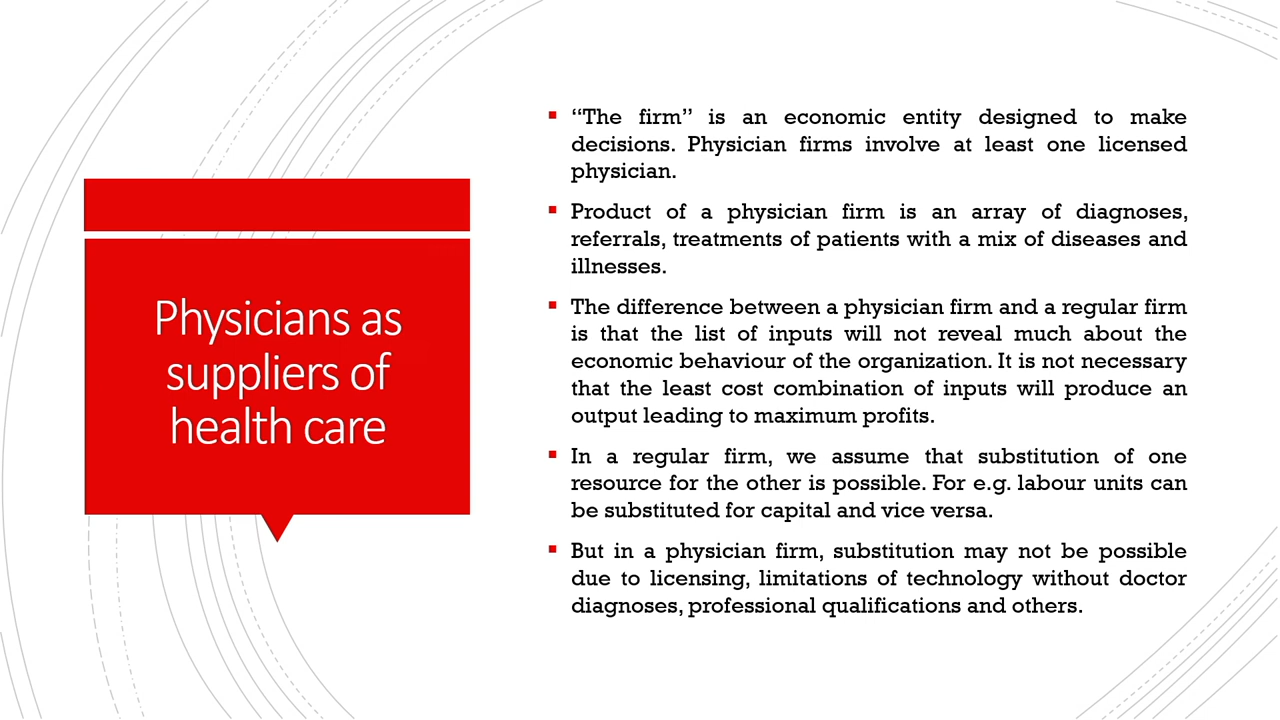 Physicians as
suppliers of
health care
“The firm” is an economic entity designed to make
decisions. Physician firms involve at least one licensed
physician.
Product of a physician firm is an array of diagnoses,
referrals, treatments of patients with a mix of diseases and
illnesses.
The difference between a physician firm and a regular firm
is that the list of inputs will not reveal much about the
economic behaviour of the organization. It is not necessary
that the least cost combination of inputs will produce an
output leading to maximum profits.
In a regular firm, we assume that substitution of one
resource for the other is possible. For e.g. labour units can
be substituted for capital and vice versa.
But in a physician firm, substitution may not be possible
due to licensing, limitations of technology without doctor
diagnoses, professional qualifications and others.